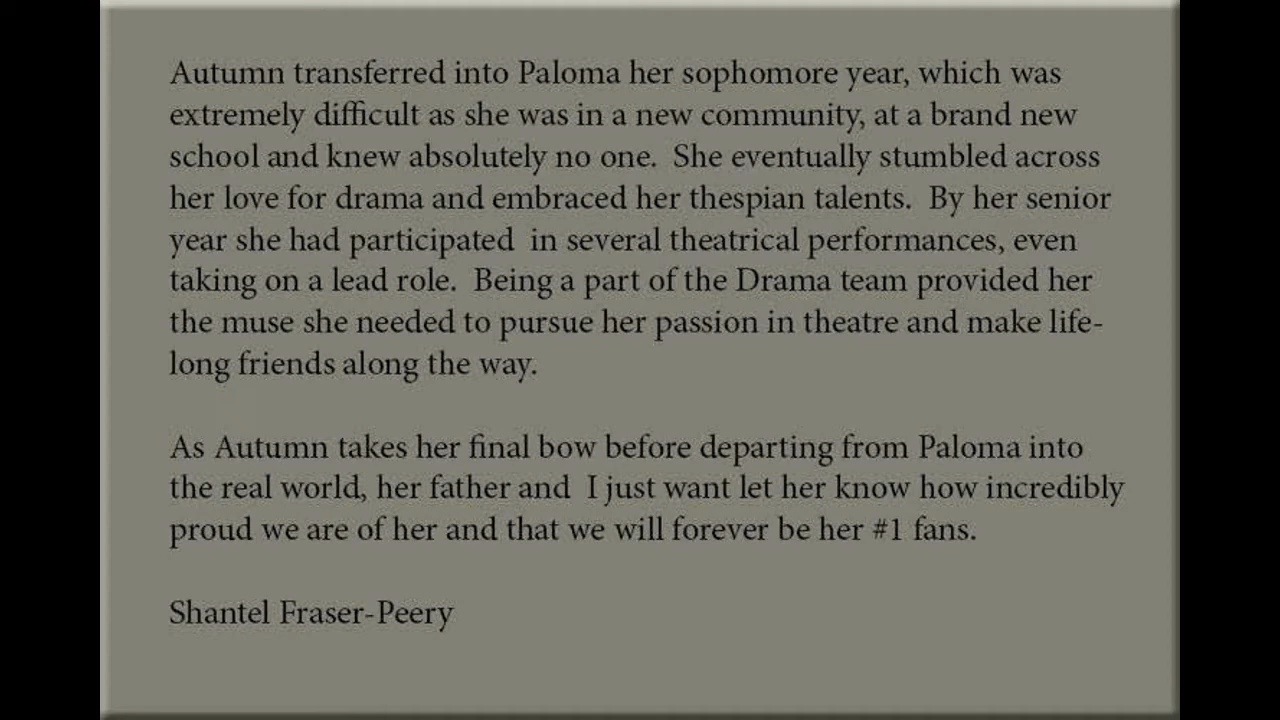 Autumn transferred into Paloma her sophomore year, which was
extremely difficult as she was in a new community, at a brand new
school and knew absolutely no one.  She eventually stumbled across
her love for drama and embraced her thespian talents.  By her senior
year she had participated  in several theatrical performances, even
taking on a lead role.  Being a part of the Drama team provided her
the muse she needed to pursue her passion in theatre and make life-
long friends along the way.
As Autumn takes her final bow before departing from Paloma into
the real world, her father and  I just want let her know how incredibly
proud we are of her and that we will forever be her #1 fans.
Shantel Fraser-Peery